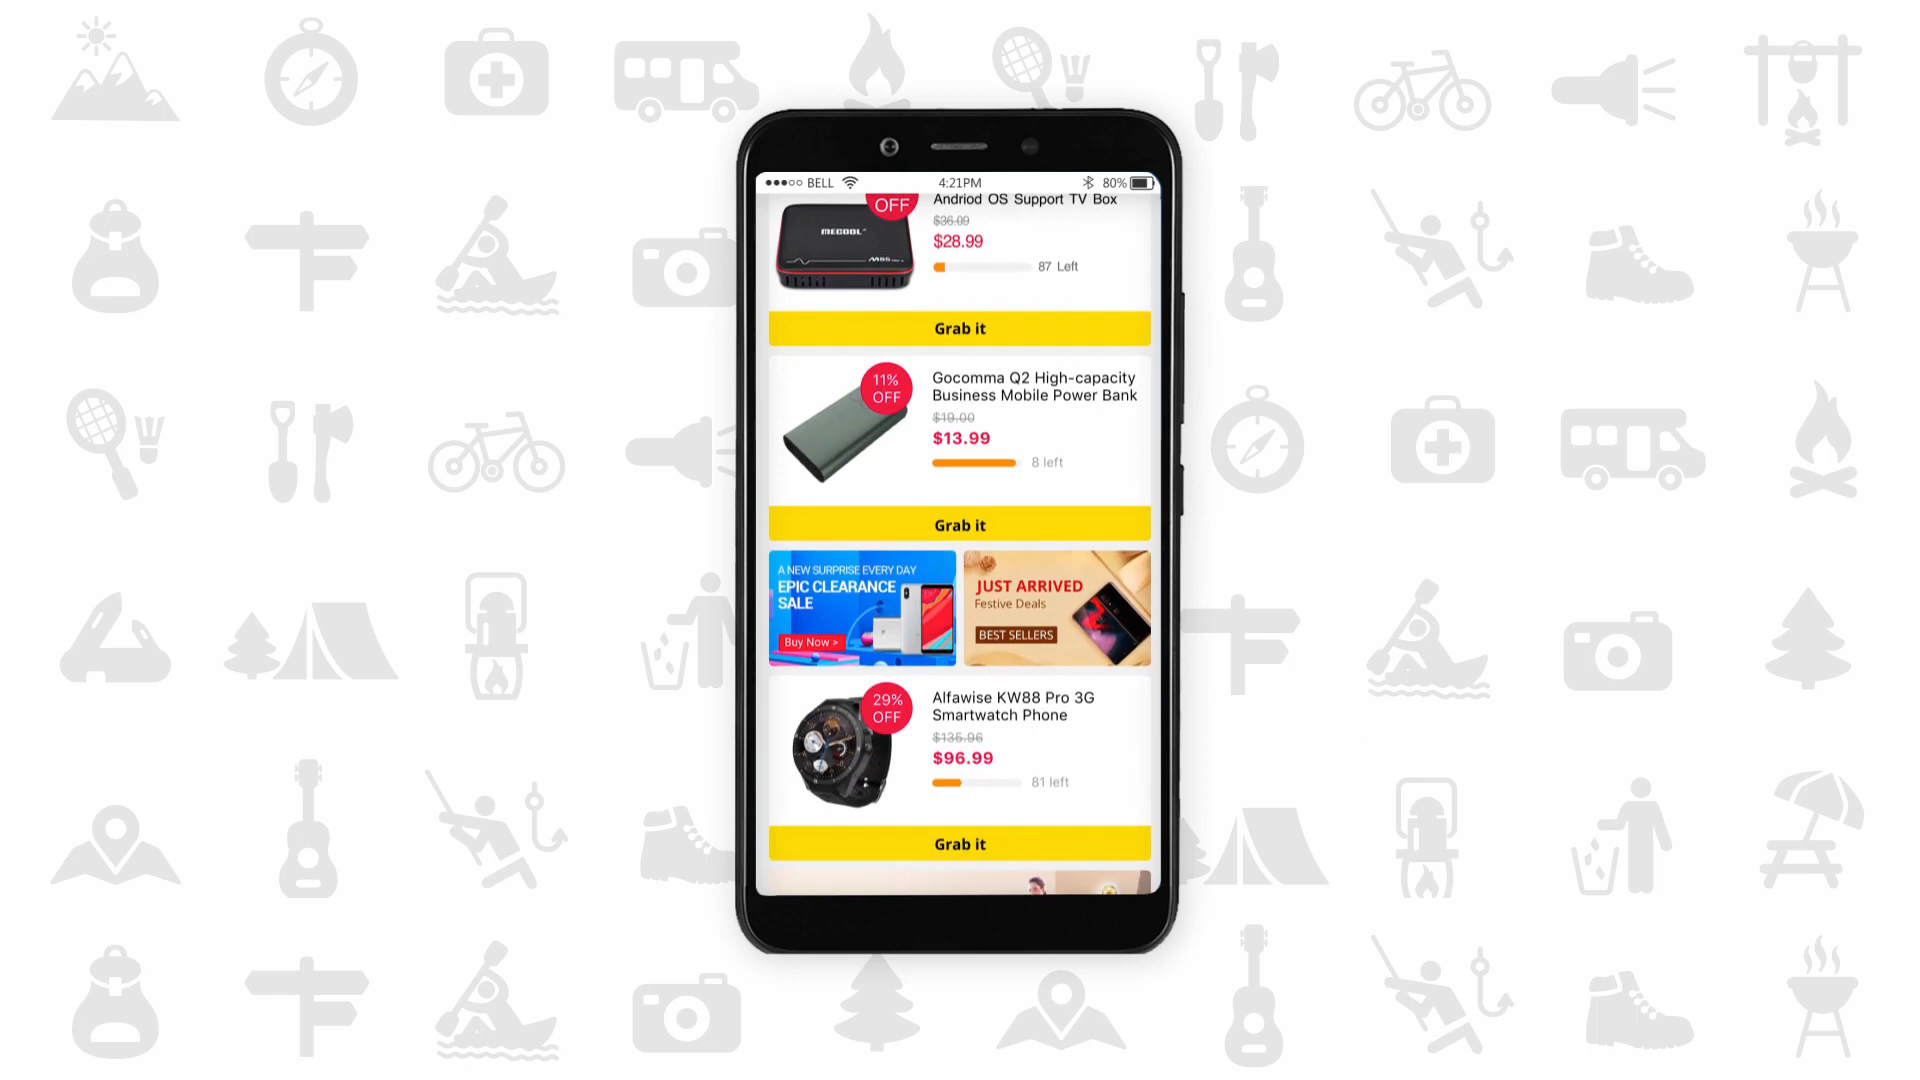 BELL
4:21PM
80%
OFF
Andriod OS Support TV Box
MECOOL
$36.09
$28.99
87 Left
Grab it
11%
OFF
Gocomma Q2 High-capacity
Business Mobile Power Bank
$19.00
$13.99
8 left
Grab it
A NEW SURPRISE EVERY DAY
EPIC CLEARANCE
SALE
Buy Now >
JUST ARRIVED
Festive Deals
BEST SELLERS
29%
OFF
Alfawise KW88 Pro 3G
Smartwatch Phone
$135.96
$96.99
81 left
Grab it